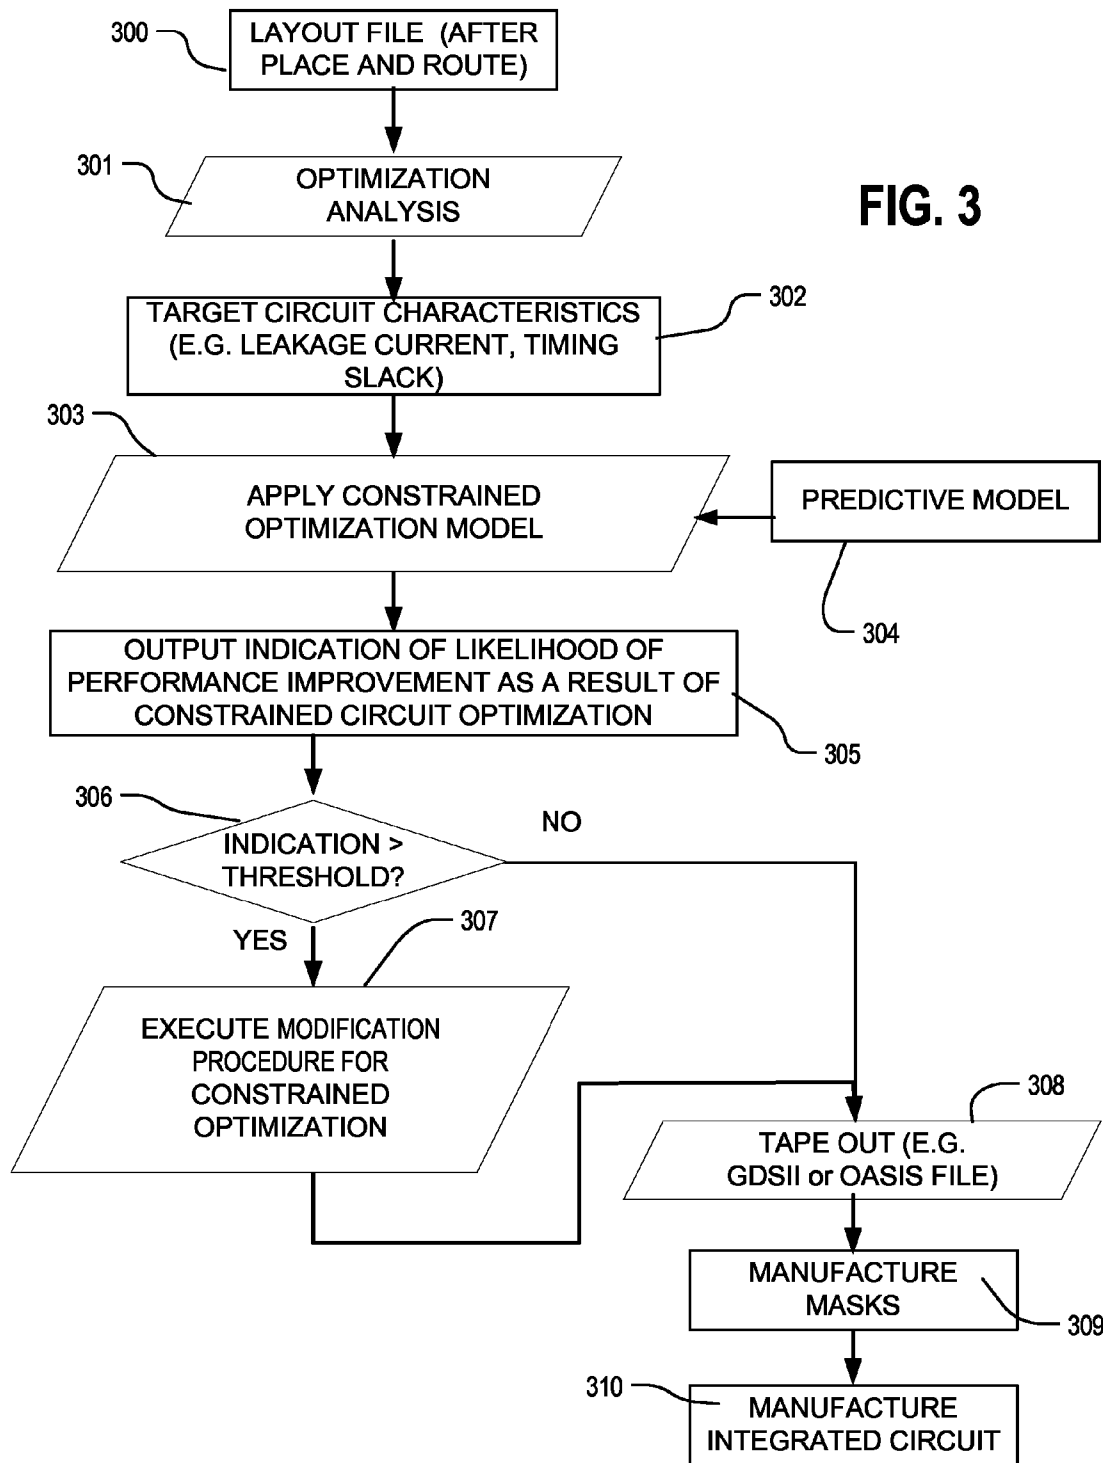 300
LAYOUT FILE (AFTER
PLACE AND ROUTE)
301
OPTIMIZATION
ANALYSIS
FIG. 3
302
TARGET CIRCUIT CHARACTERISTICS
(E.G. LEAKAGE CURRENT, TIMING
SLACK)
303
APPLY CONSTRAINED
OPTIMIZATION MODEL
PREDICTIVE MODEL
304
OUTPUT INDICATION OF LIKELIHOOD OF
PERFORMANCE IMPROVEMENT AS A RESULT OF
CONSTRAINED CIRCUIT OPTIMIZATION
305
306
INDICATION >
THRESHOLD?
NO
YES
307
EXECUTE MODIFICATION
PROCEDURE FOR
CONSTRAINED
OPTIMIZATION
308
TAPE OUT (E.G.
GDSII or OASIS FILE)
MANUFACTURE
MASKS
309
310
MANUFACTURE
INTEGRATED CIRCUIT